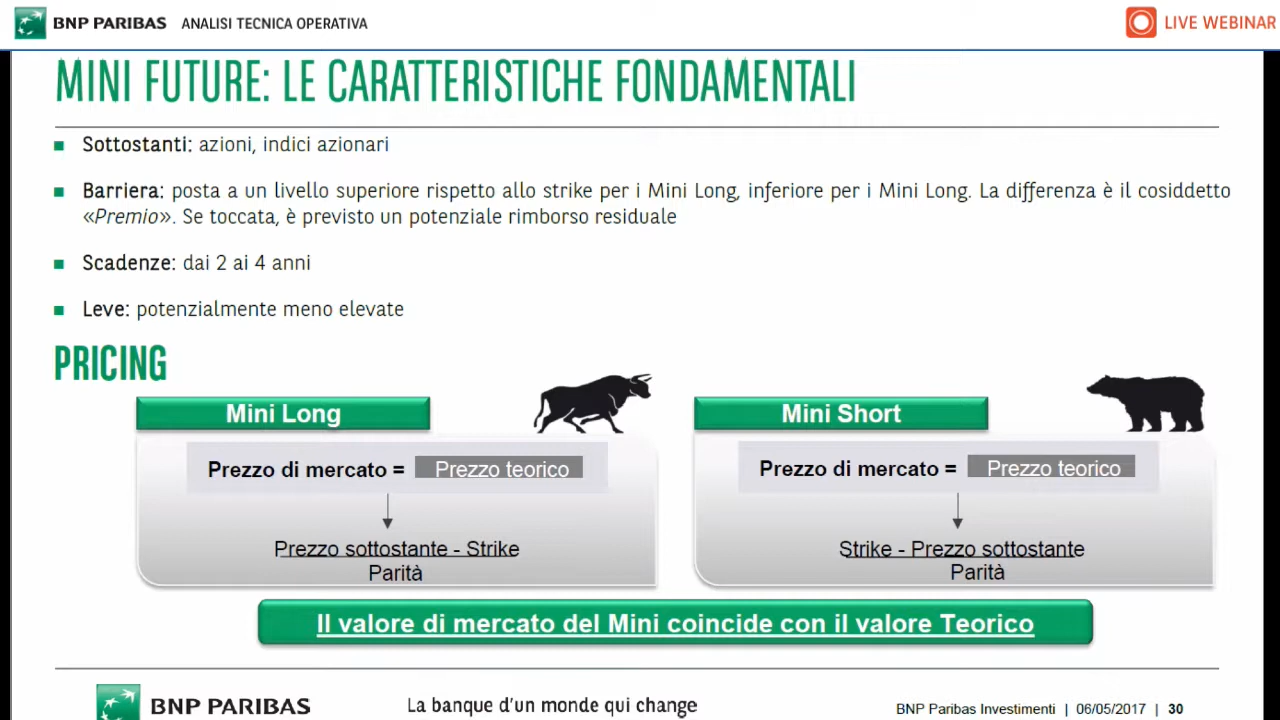 BNP PARIBAS ANALISI TECNICA OPERATIVA
LIVE WEBINAR
MINI FUTURE: LE CARATTERISTICHE FONDAMENTALI
Sottostanti: azioni, indici azionari
Barriera: posta a un livello superiore rispetto allo strike per i Mini Long, inferiore per i Mini Long. La differenza è il cosiddetto
«Premio». Se toccata, è previsto un potenziale rimborso residuale
Scadenze: dai 2 ai 4 anni
Leve: potenzialmente meno elevate
PRICING
Mini Long
Prezzo di mercato = Prezzo teorico
Prezzo sottostante - Strike
Parità
Mini Short
Prezzo di mercato = Prezzo teorico
Strike - Prezzo sottostante
Parità
Il valore di mercato del Mini coincide con il valore Teorico
BNP PARIBAS
La banque d'un monde qui change
BNP Paribas Investimenti | 06/05/2017 | 30